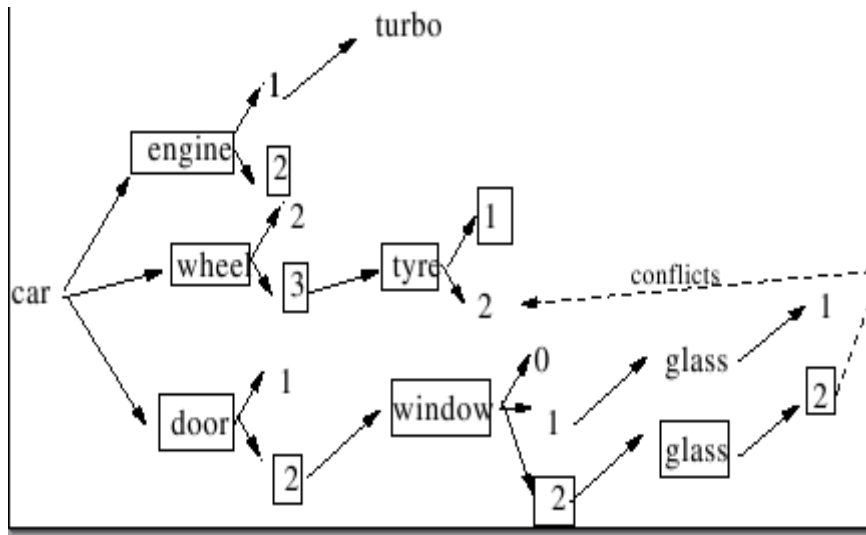 turbo
1
engine
2
2
wheel
3
tyre
1
2
conflicts
car
1
door
2
window
0
1
2
glass
1
glass
2